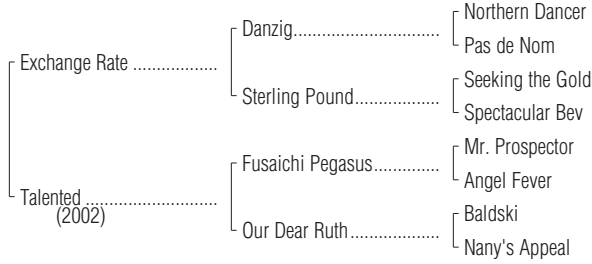 Northern Dancer
Danzig..............................
Pas de Nom
Exchange Rate .................
Seeking the Gold
Sterling Pound.................
Spectacular Bev
Mr. Prospector
Fusaichi Pegasus.............
Angel Fever
Talented ..........................
(2002)
Baldski
Our Dear Ruth..................
Nany's Appeal